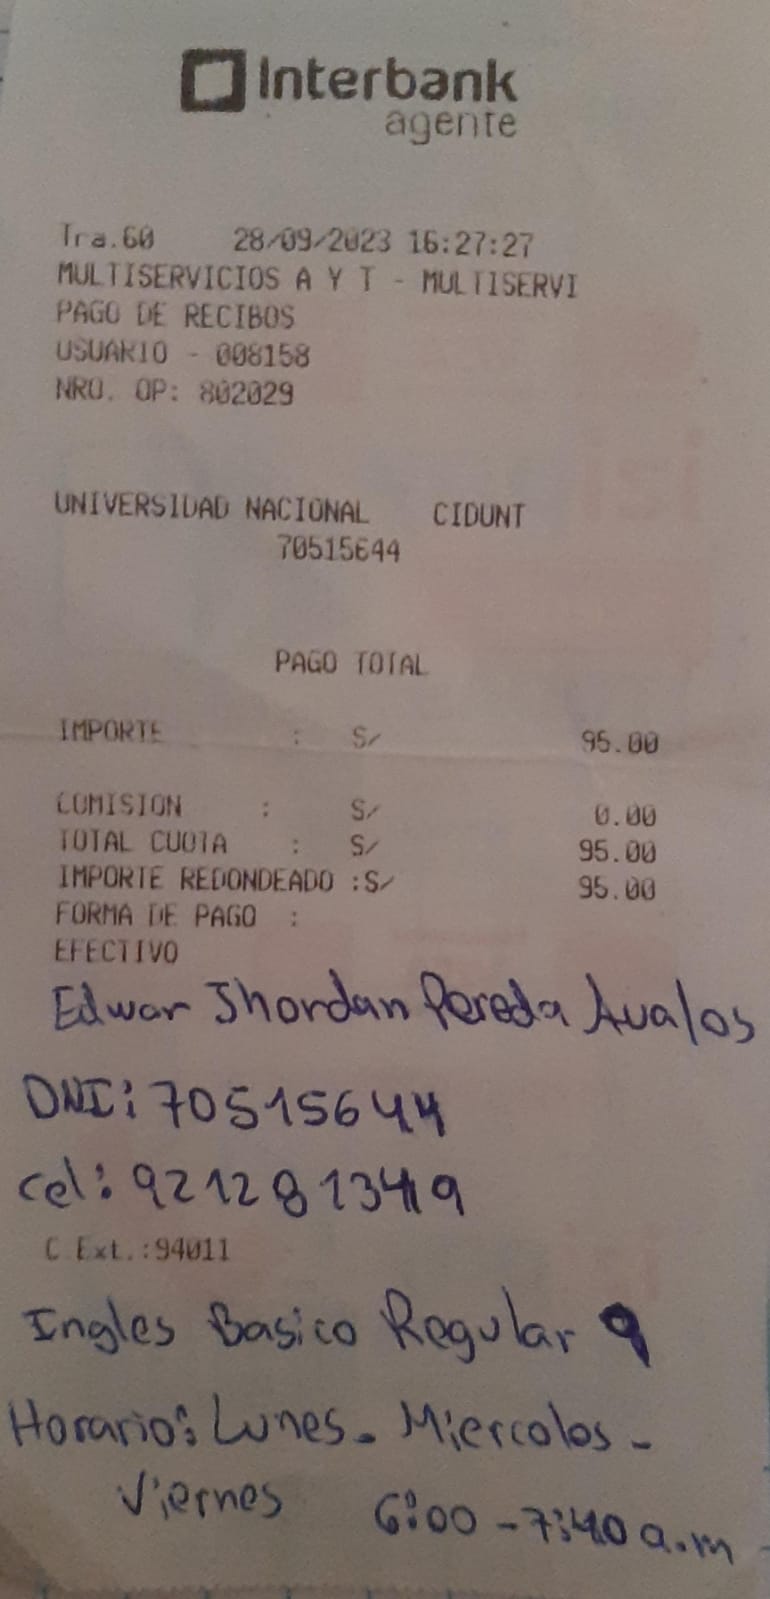 Interbank
agente
Tra.60 28/09/2023 16:27:27
MULTISERVICIOS A Y T - MULTISERVI
PAGO DE RECIBOS
USUARIO - 008158
NRO. OP: 802029
UNIVERSIDAD NACIONAL CIDUNT
70515644
PAGO TOTAL
IMPORTE : S/ 95.00
COMISION : S/ 0.00
TOTAL CUOTA : S/ 95.00
IMPORTE REDONDEADO :S/ 95.00
FORMA DE PAGO :
EFECTIVO
Edwar Jhordan Pereda Avalos
DNI: 70515644
cel: 921281349
C.Ext.:94011
Ingles Basico Regular 9
Horario: Lunes - Miercolos -
Viernes 6:00 - 7:40 a.m